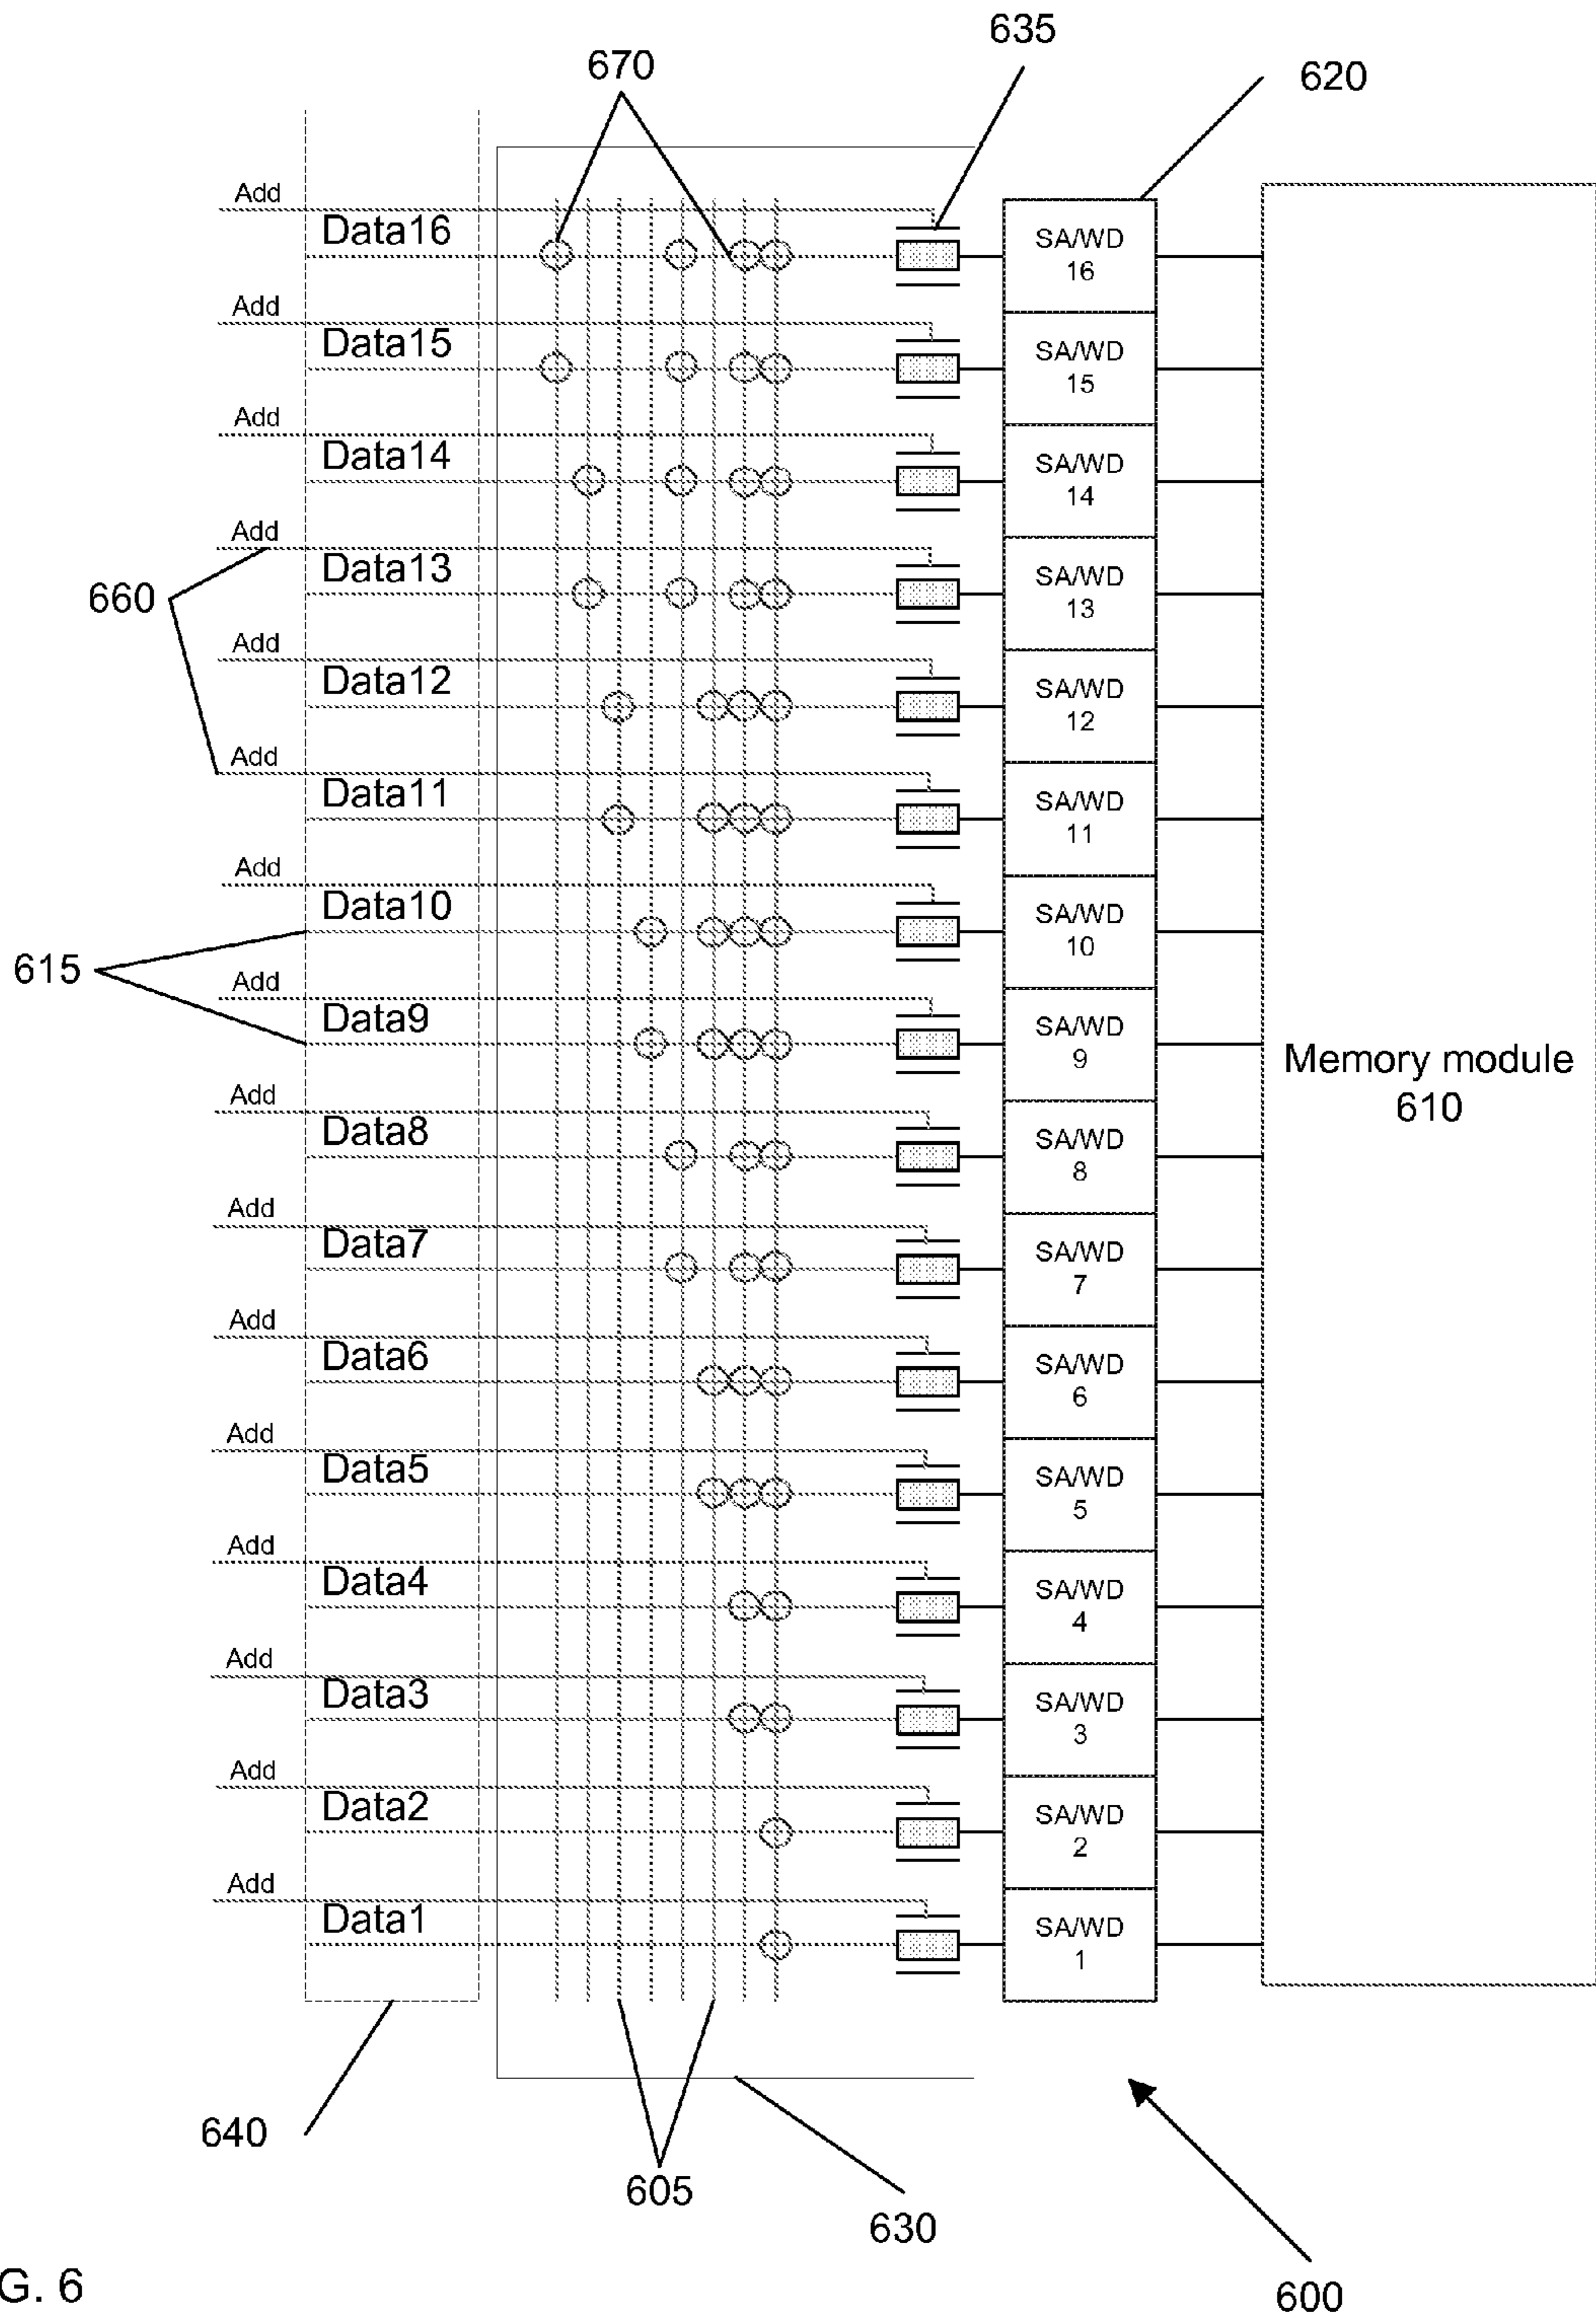 635
670
620
Add
Data16
SA/WD
16
Add
Data15
SA/WD
15
Add
Data14
SA/WD
14
Add
Data13
SA/WD
13
660
Add
Data12
SA/WD
12
Add
Data11
SA/WD
11
Add
Data10
SA/WD
10
615
Add
Data9
SA/WD
9
Memory module
610
Add
Data8
SA/WD
8
Add
Data7
SA/WD
7
Add
Data6
SA/WD
6
Add
Data5
SA/WD
5
Add
Data4
SA/WD
4
Add
Data3
SA/WD
3
Add
Data2
SA/WD
2
Add
Data1
SA/WD
1
640
605
630
G. 6
600